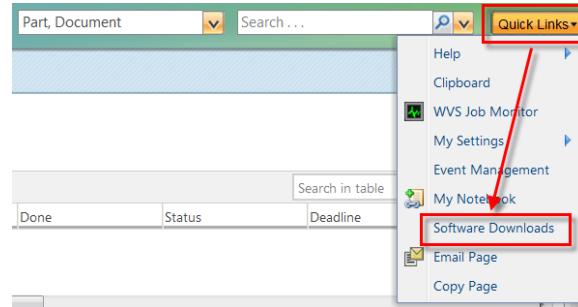 Part, Document
Search . . .
Quick Links
Help
Clipboard
WVS Job Monitor
My Settings
Event Management
Search in table
My Notebook
Done Status Deadline
Software Downloads
Email Page
Copy Page